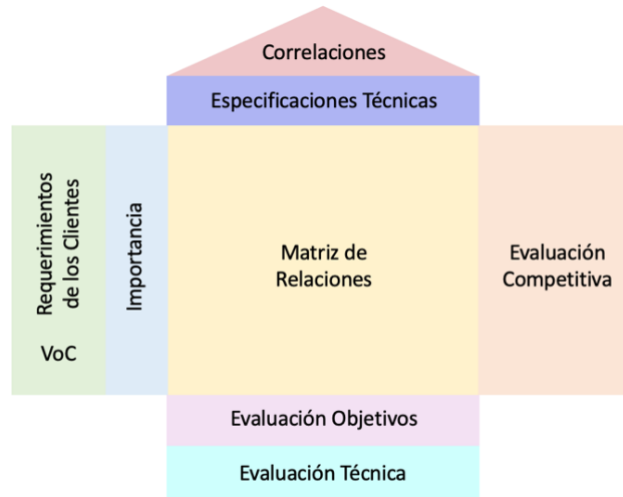 Correlaciones
Especificaciones Técnicas
Requerimientos
de los Clientes
VoC
Importancia
Matriz de
Relaciones
Evaluación
Competitiva
Evaluación Objetivos
Evaluación Técnica